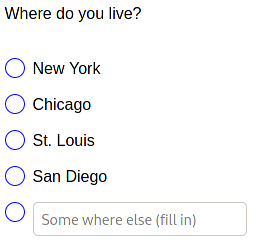 Where do you live?
New York
Chicago
St. Louis
San Diego
Some where else (fill in)